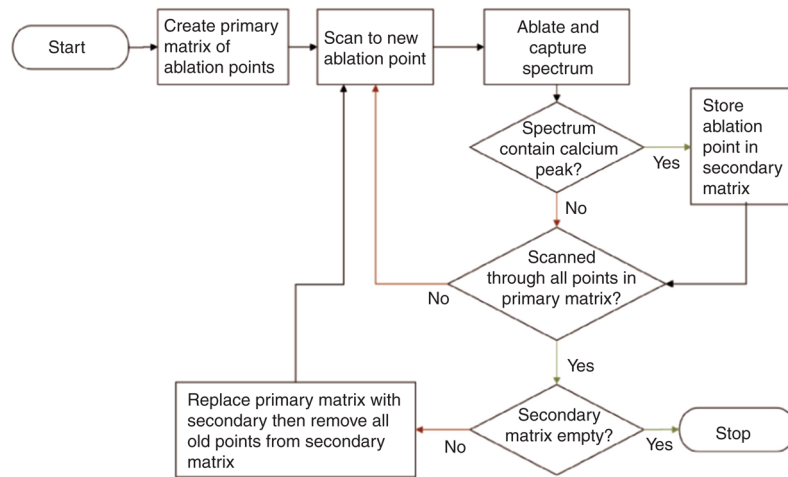 Start
Create primary
matrix of
ablation points
Scan to new
ablation point
Ablate and
capture
spectrum
Spectrum
contain calcium
peak?
Yes
Store
ablation
point in
secondary
matrix
No
Scanned
through all points in
primary matrix?
No
Yes
Replace primary matrix with
secondary then remove all
old points from secondary
matrix
No
Secondary
matrix empty?
Yes
Stop